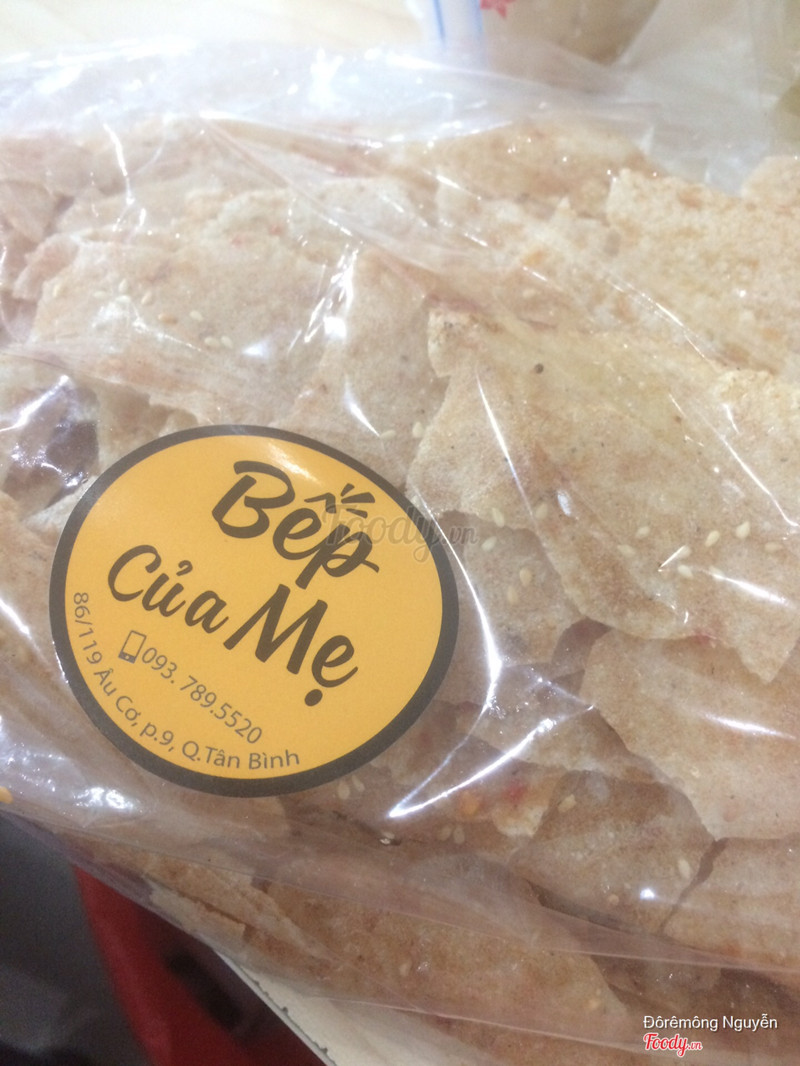 Bếp
Của Mẹ
093.789.5520
86/119 Âu Cơ, p.9, Q.Tân Bình
Foody.vn
Đôrêmông Nguyễn
Foody.vn